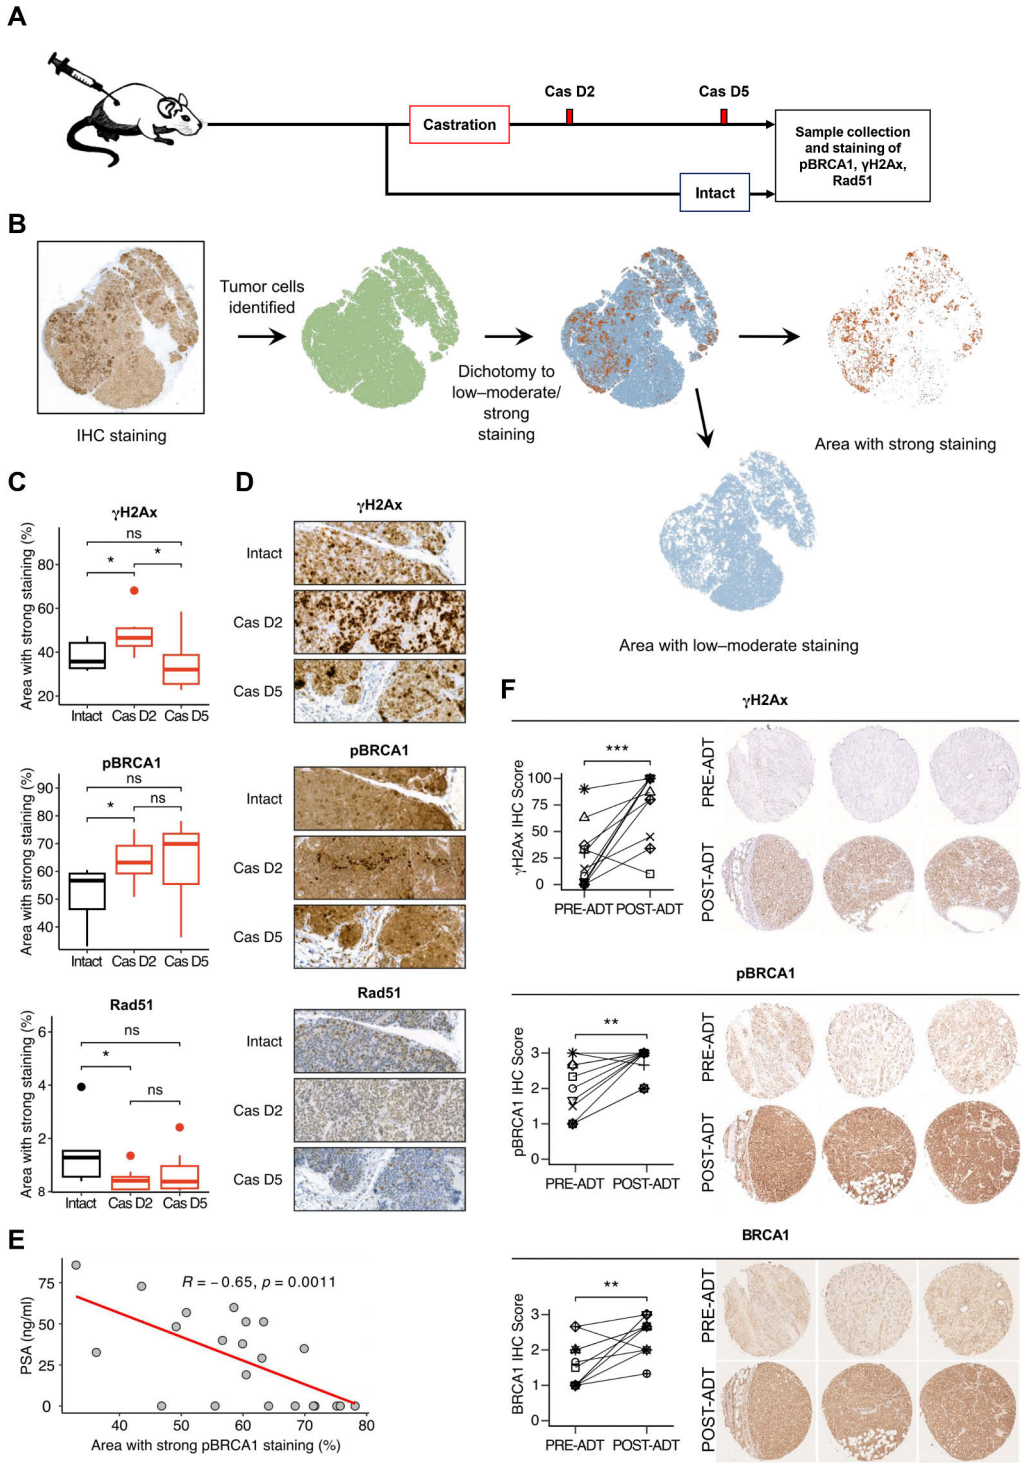 A
Cas D2
Cas D5
Castration
Sample collection
and staining of
pBRCA1, γH2Ax,
Rad51
Intact
B
Tumor cells
identified
Dichotomy to
low–moderate/
strong
staining
IHC staining
Area with strong staining
Area with low–moderate staining
C
γH2Ax
Area with strong staining (%)
80
60
40
20
ns
*
*
Intact
Cas D2
Cas D5
pBRCA1
Area with strong staining (%)
90
80
70
60
50
40
ns
*
ns
Intact
Cas D2
Cas D5
Rad51
Area with strong staining (%)
6
4
2
8
ns
*
ns
Intact
Cas D2
Cas D5
D
γH2Ax
Intact
Cas D2
Cas D5
pBRCA1
Intact
Cas D2
Cas D5
Rad51
Intact
Cas D2
Cas D5
E
R = −0.65, p = 0.0011
PSA (ng/ml)
75
50
25
0
40
50
60
70
80
Area with strong pBRCA1 staining (%)
F
γH2Ax
γH2Ax IHC Score
100
75
50
25
0
***
PRE-ADT
POST-ADT
PRE-ADT
POST-ADT
pBRCA1
pBRCA1 IHC Score
3
2
1
0
**
PRE-ADT
POST-ADT
PRE-ADT
POST-ADT
BRCA1
BRCA1 IHC Score
3
2
1
0
**
PRE-ADT
POST-ADT
PRE-ADT
POST-ADT